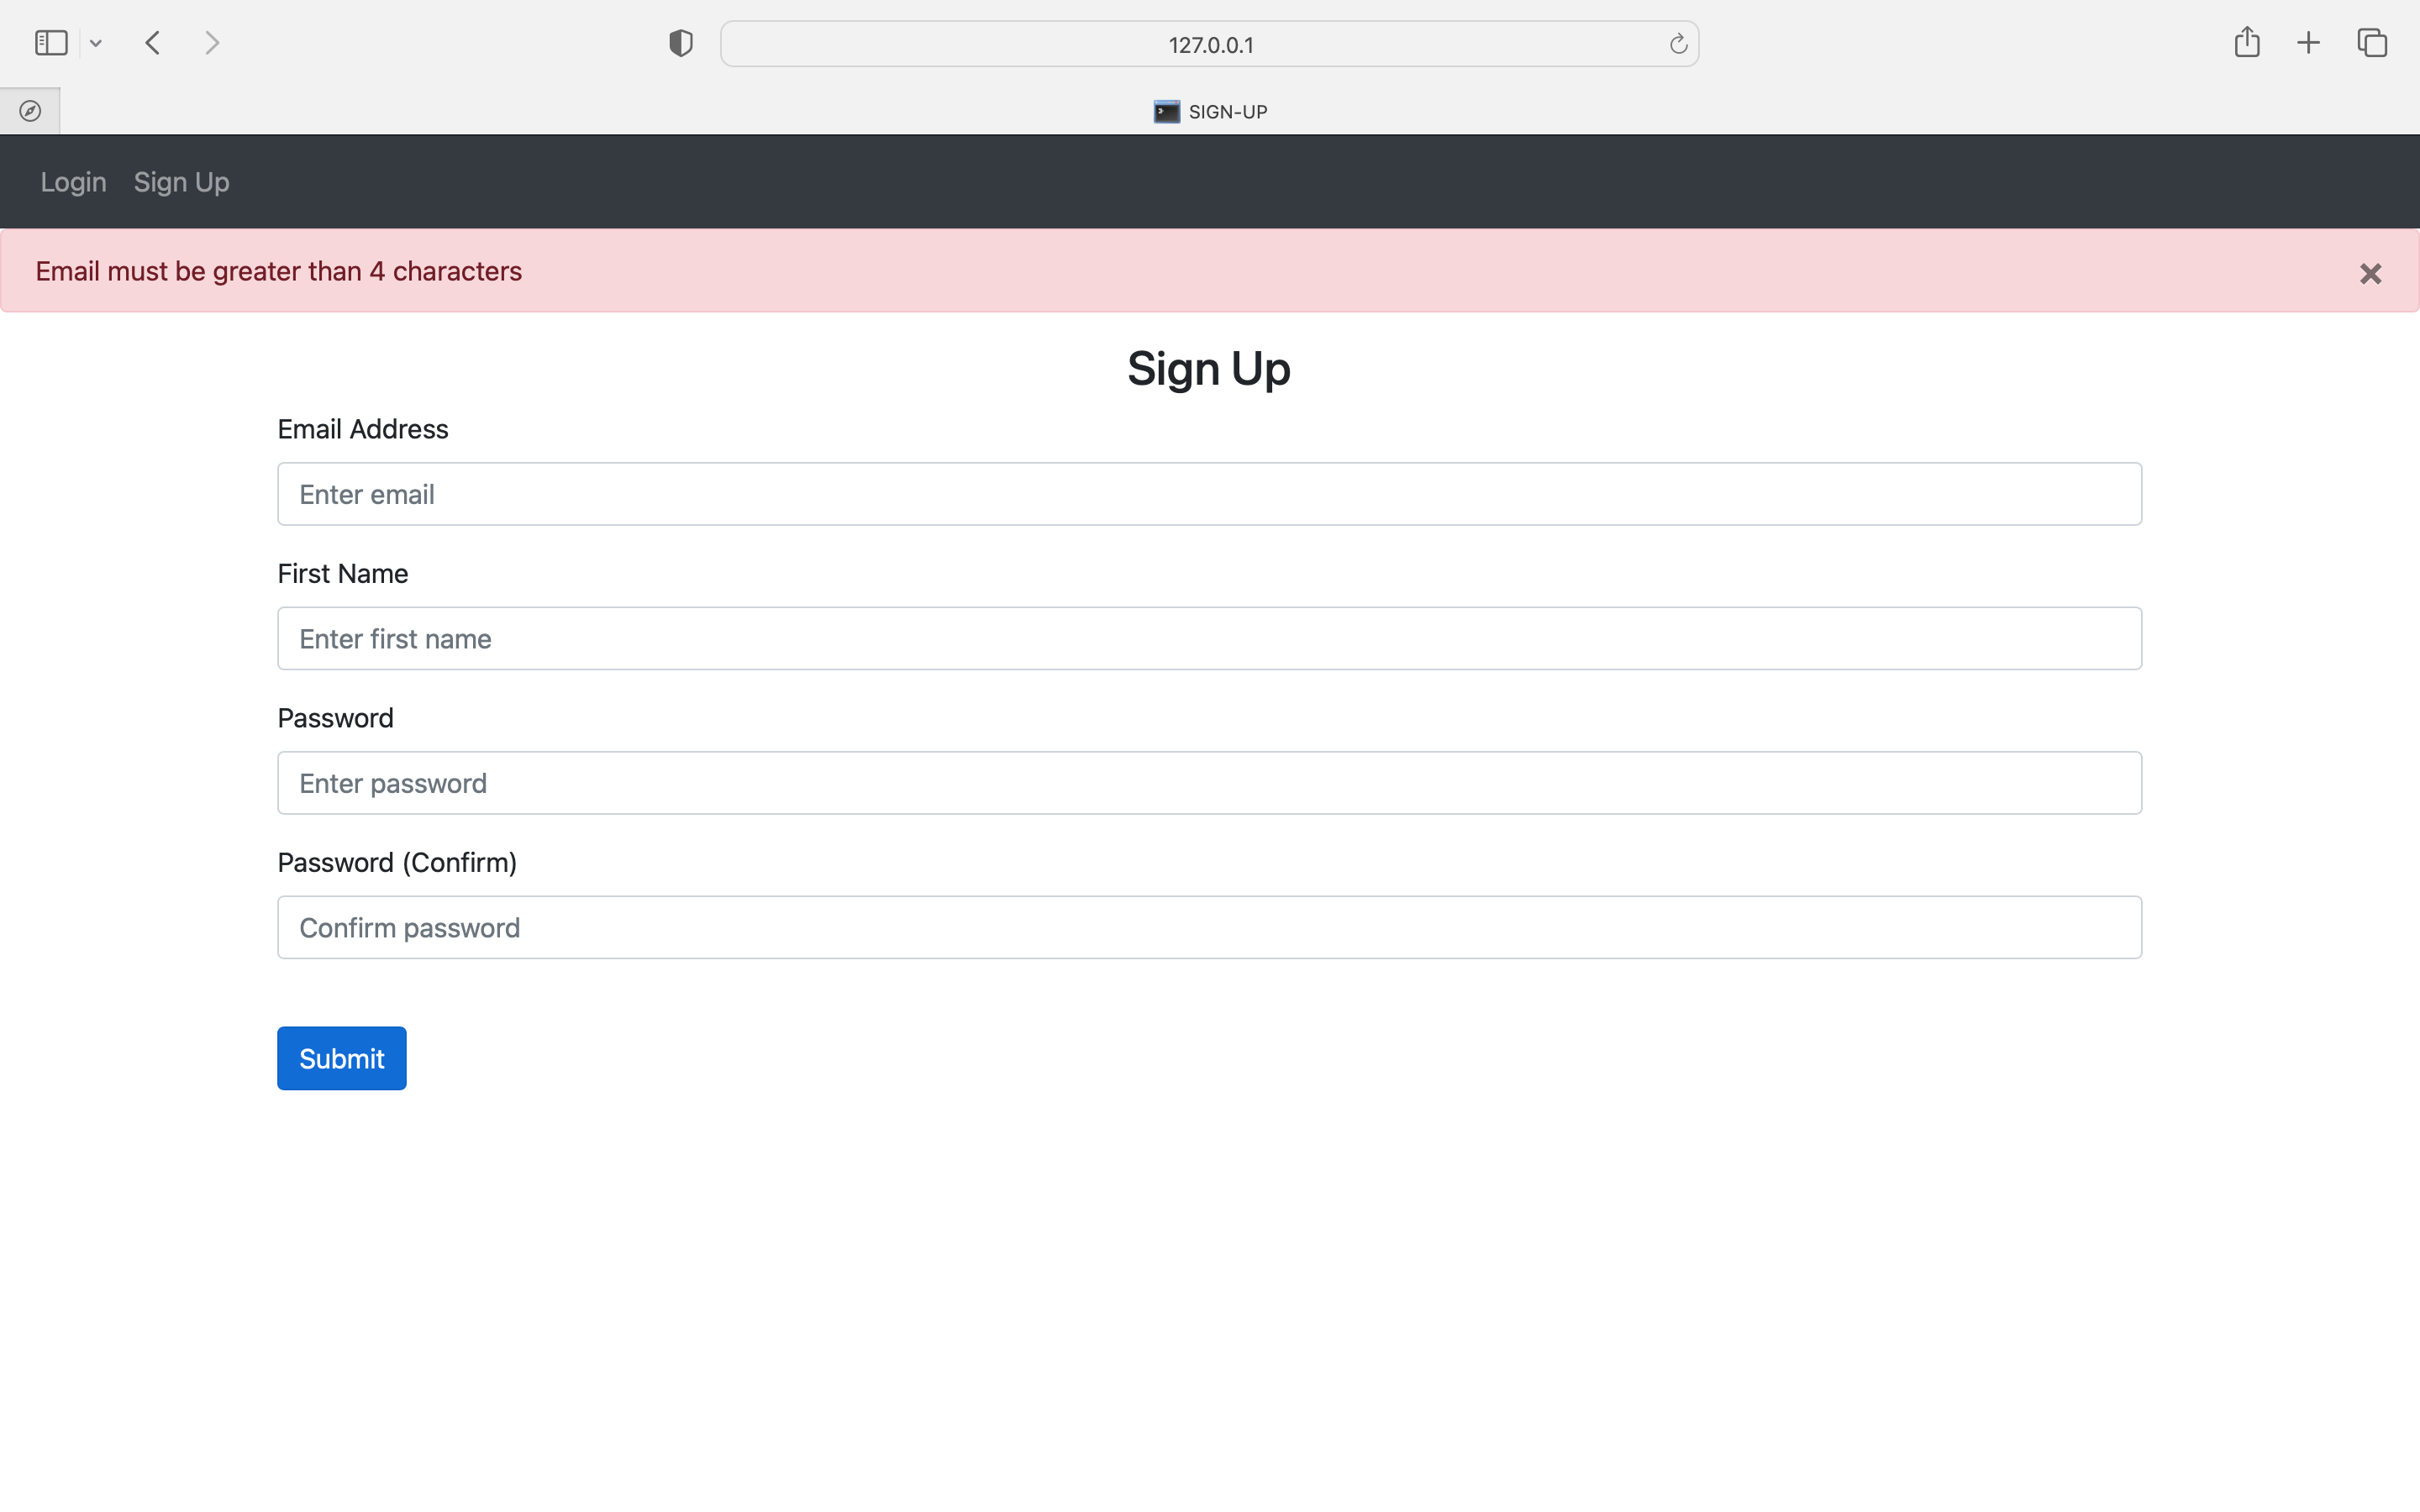 127.0.0.1
SIGN-UP
Login Sign Up
Email must be greater than 4 characters
Sign Up
Email Address
Enter email
First Name
Enter first name
Password
Enter password
Password (Confirm)
Confirm password
Submit